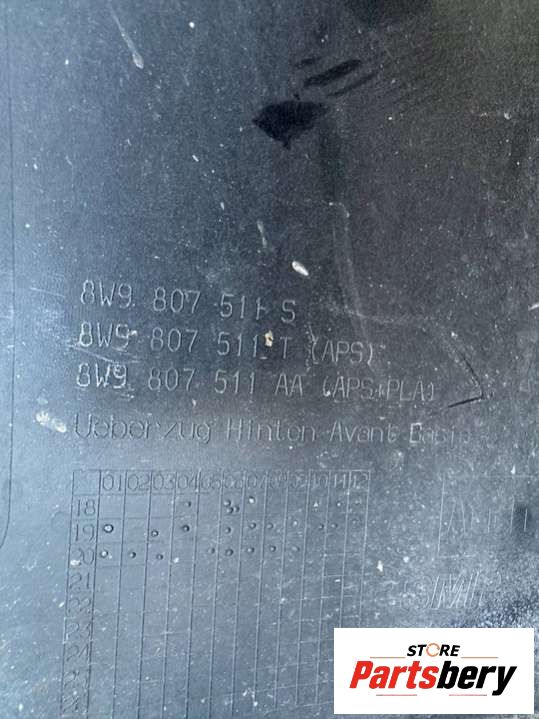 8W9 807 511 S
8W9 807 511 T (APS)
8W9 807 511 AA (APS+PLA)
Ueberzug Hinten Avant Basis
01 02 03 04 05 06 07 08 09 10 11 12
18
19
20
21
22
23
24
STORE
Partsbery